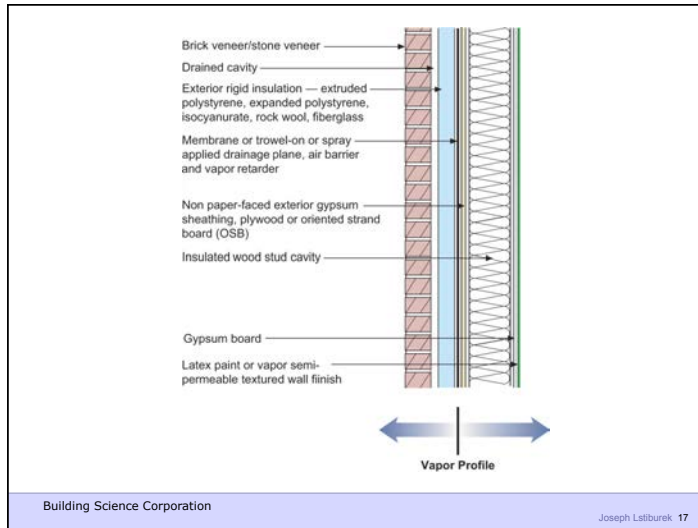 Brick veneer/stone veneer
Drained cavity
Exterior rigid insulation — extruded
polystyrene, expanded polystyrene,
isocyanurate, rock wool, fiberglass
Membrane or trowel-on or spray
applied drainage plane, air barrier
and vapor retarder
Non paper-faced exterior gypsum
sheathing, plywood or oriented strand
board (OSB)
Insulated wood stud cavity
Gypsum board
Latex paint or vapor semi-
permeable textured wall fiinish
Vapor Profile
Building Science Corporation
Joseph Lstiburek 17